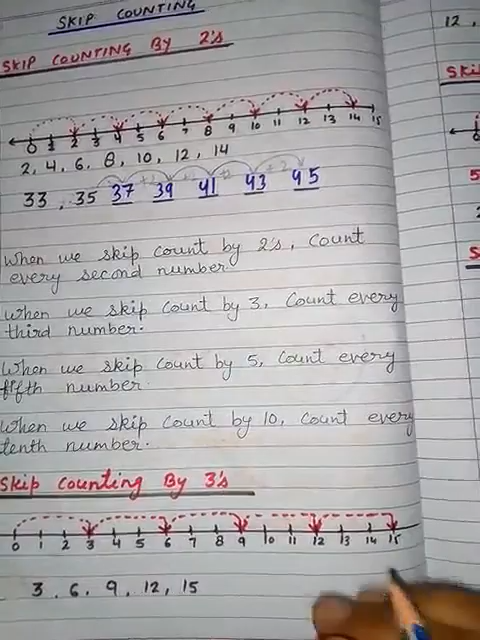 SKIP COUNTING
SKIP COUNTING By 2's
0 1 2 3 4 5 6 7 8 9 10 11 12 13 14 15
2, 4, 6, 8, 10, 12, 14
33, 35 37 39 41 43 45
When we skip count by 2's, Count
every second number.
When we skip count by 3, Count every
third number.
When we skip count by 5, Count every
fifth number
When we skip count by 10, Count every
tenth number.
Skip counting By 3's
0 1 2 3 4 5 6 7 8 9 10 11 12 13 14 15
3, 6, 9, 12, 15
12,
Ski